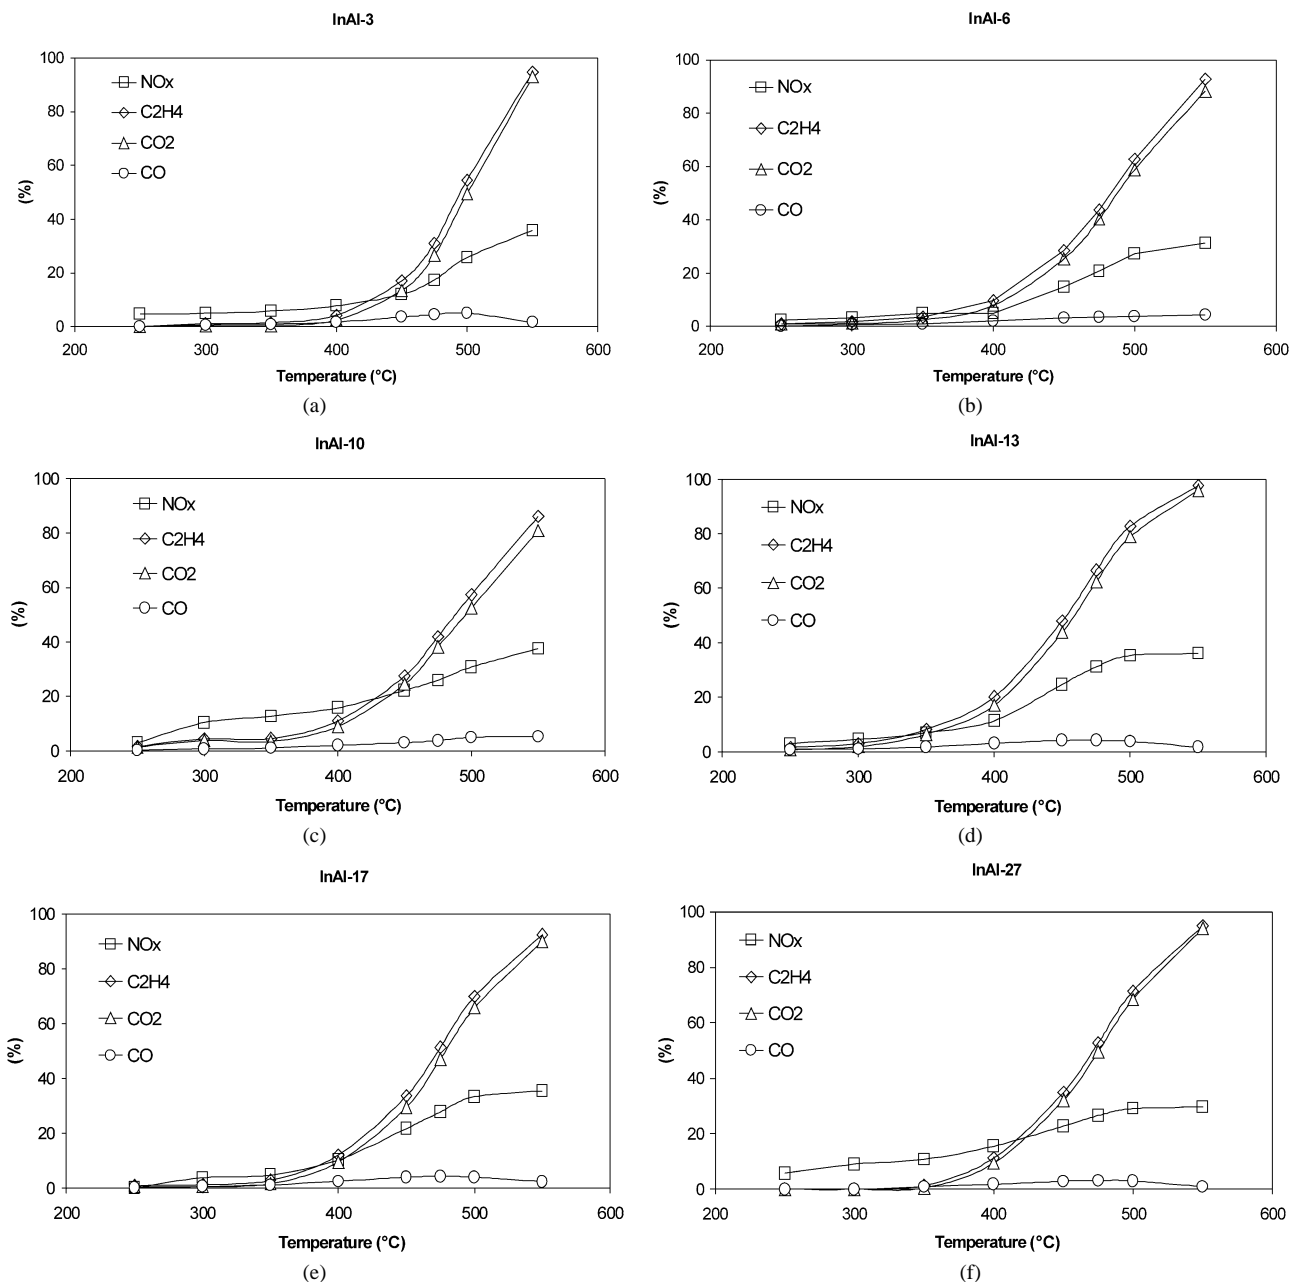 InAl-3
100
80
60
40
20
0
(%)
NOx
C2H4
CO2
CO
200 300 400 500 600
Temperature (°C)
(a)
InAl-6
100
80
60
40
20
0
(%)
NOx
C2H4
CO2
CO
200 300 400 500 600
Temperature (°C)
(b)
InAl-10
100
80
60
40
20
0
(%)
NOx
C2H4
CO2
CO
200 300 400 500 600
Temperature (°C)
(c)
InAl-13
100
80
60
40
20
0
(%)
NOx
C2H4
CO2
CO
200 300 400 500 600
Temperature (°C)
(d)
InAl-17
100
80
60
40
20
0
(%)
NOx
C2H4
CO2
CO
200 300 400 500 600
Temperature (°C)
(e)
InAl-27
100
80
60
40
20
0
(%)
NOx
C2H4
CO2
CO
200 300 400 500 600
Temperature (°C)
(f)